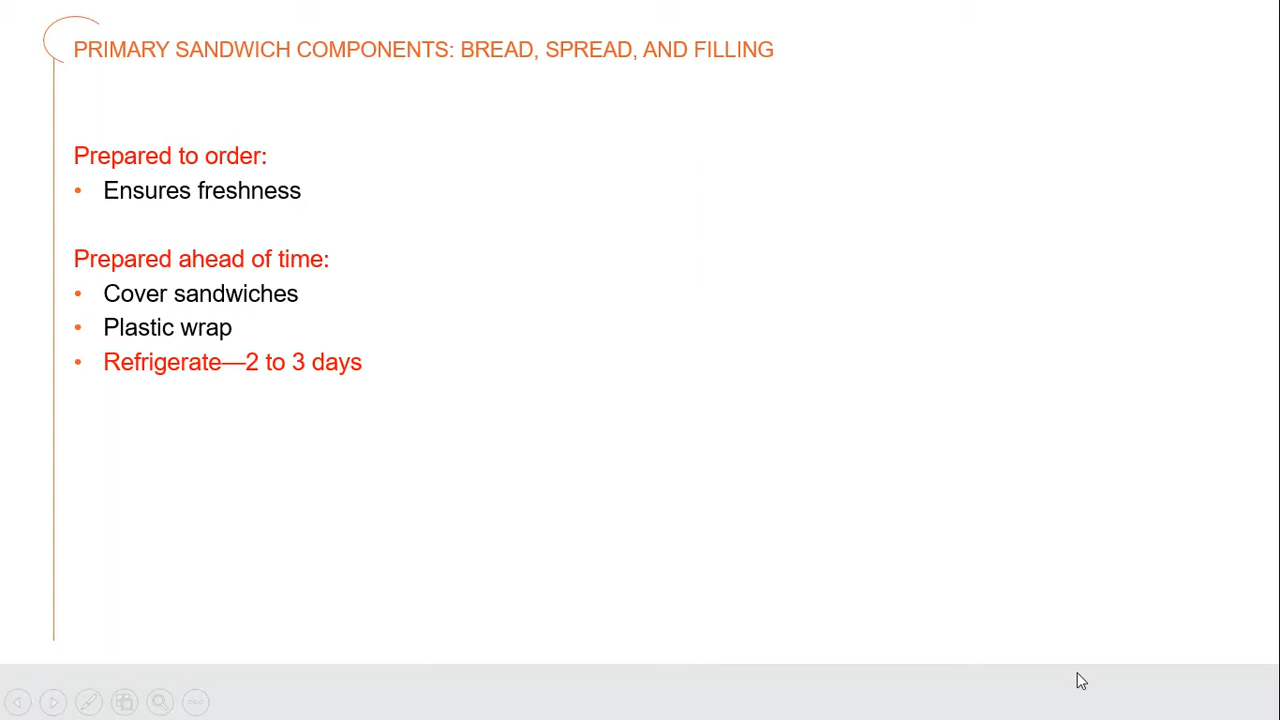 PRIMARY SANDWICH COMPONENTS: BREAD, SPREAD, AND FILLING
Prepared to order:
• Ensures freshness
Prepared ahead of time:
• Cover sandwiches
• Plastic wrap
• Refrigerate—2 to 3 days